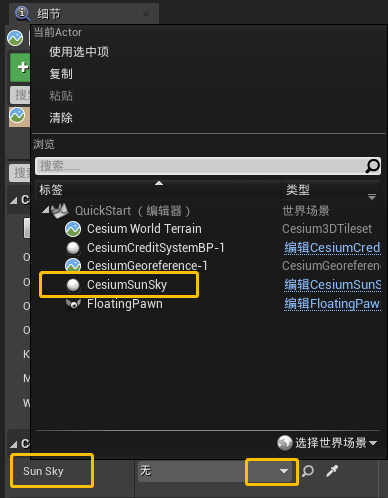 细节
当前Actor
使用选中项
复制
粘贴
清除
浏览
搜索......
标签 类型
QuickStart（编辑器） 世界场景
Cesium World Terrain Cesium3DTileset
CesiumCreditSystemBP-1 编辑CesiumCred
CesiumGeoreference-1 CesiumGeoreferenc
CesiumSunSky 编辑CesiumSunS
FloatingPawn 编辑FloatingPaw
选择世界场景
Sun Sky 无